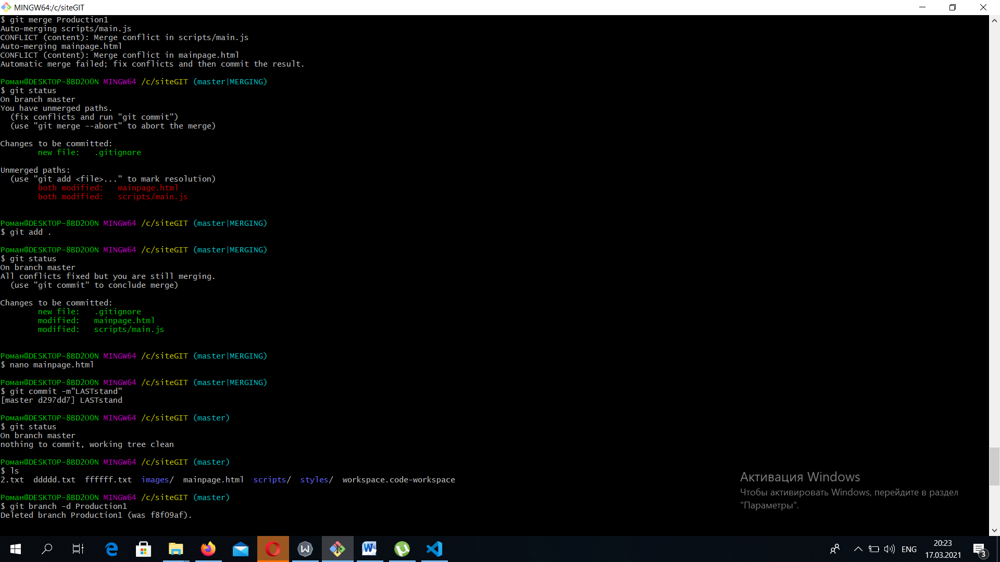 MINGW64:/c/siteGIT
$ git merge Production1
Auto-merging scripts/main.js
CONFLICT (content): Merge conflict in scripts/main.js
Auto-merging mainpage.html
CONFLICT (content): Merge conflict in mainpage.html
Automatic merge failed; fix conflicts and then commit the result.
Роман@DESKTOP-8BD2O0N MINGW64 /c/siteGIT (master|MERGING)
$ git status
On branch master
You have unmerged paths.
  (fix conflicts and run "git commit")
  (use "git merge --abort" to abort the merge)
Changes to be committed:
        new file:   .gitignore
Unmerged paths:
  (use "git add <file>..." to mark resolution)
        both modified:   mainpage.html
        both modified:   scripts/main.js
Роман@DESKTOP-8BD2O0N MINGW64 /c/siteGIT (master|MERGING)
$ git add .
Роман@DESKTOP-8BD2O0N MINGW64 /c/siteGIT (master|MERGING)
$ git status
On branch master
All conflicts fixed but you are still merging.
  (use "git commit" to conclude merge)
Changes to be committed:
        new file:   .gitignore
        modified:   mainpage.html
        modified:   scripts/main.js
Роман@DESKTOP-8BD2O0N MINGW64 /c/siteGIT (master|MERGING)
$ nano mainpage.html
Роман@DESKTOP-8BD2O0N MINGW64 /c/siteGIT (master|MERGING)
$ git commit -m"LASTstand"
[master d297dd7] LASTstand
Роман@DESKTOP-8BD2O0N MINGW64 /c/siteGIT (master)
$ git status
On branch master
nothing to commit, working tree clean
Роман@DESKTOP-8BD2O0N MINGW64 /c/siteGIT (master)
$ ls
2.txt  ddddd.txt  ffffff.txt  images/  mainpage.html  scripts/  styles/  workspace.code-workspace
Роман@DESKTOP-8BD2O0N MINGW64 /c/siteGIT (master)
$ git branch -d Production1
Deleted branch Production1 (was f8f09af).
Активация Windows
Чтобы активировать Windows, перейдите в раздел
"Параметры".
ENG
20:23
17.03.2021
3